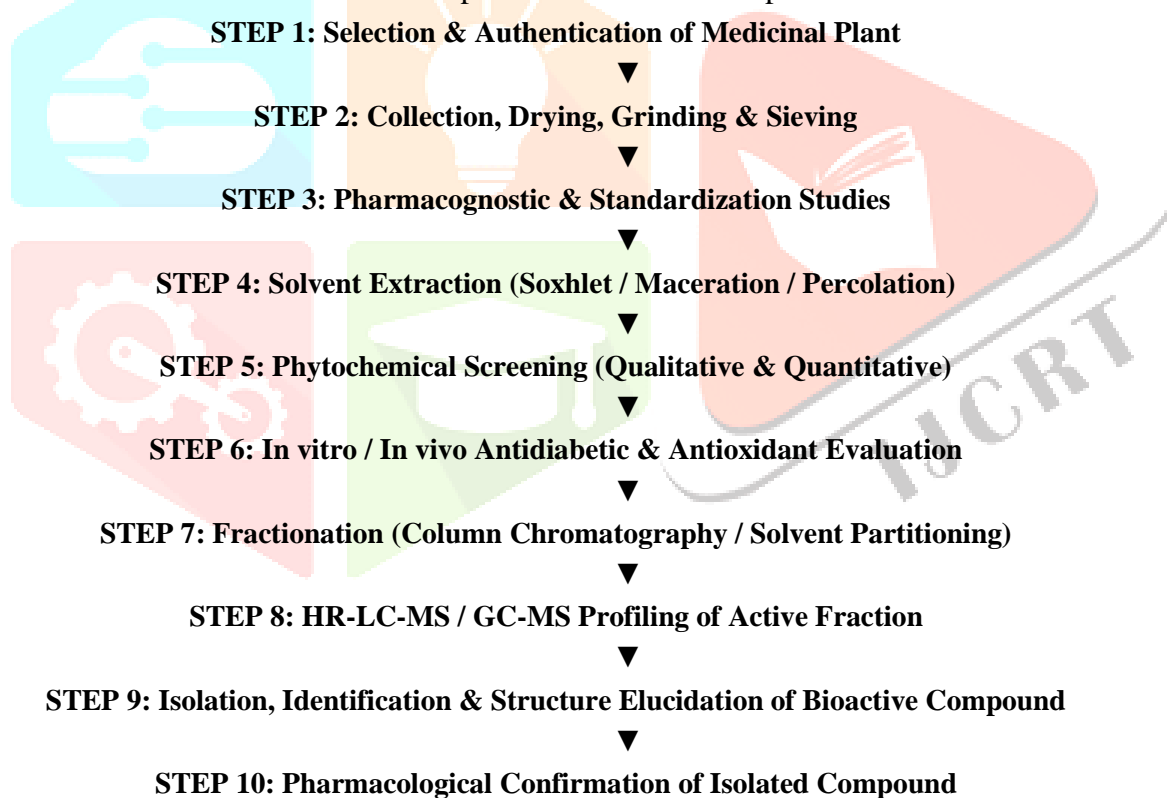 STEP 1: Selection & Authentication of Medicinal Plant
▼
STEP 2: Collection, Drying, Grinding & Sieving
▼
STEP 3: Pharmacognostic & Standardization Studies
▼
STEP 4: Solvent Extraction (Soxhlet / Maceration / Percolation)
▼
STEP 5: Phytochemical Screening (Qualitative & Quantitative)
▼
STEP 6: In vitro / In vivo Antidiabetic & Antioxidant Evaluation
▼
STEP 7: Fractionation (Column Chromatography / Solvent Partitioning)
▼
STEP 8: HR-LC-MS / GC-MS Profiling of Active Fraction
▼
STEP 9: Isolation, Identification & Structure Elucidation of Bioactive Compound
▼
STEP 10: Pharmacological Confirmation of Isolated Compound
IJCRT